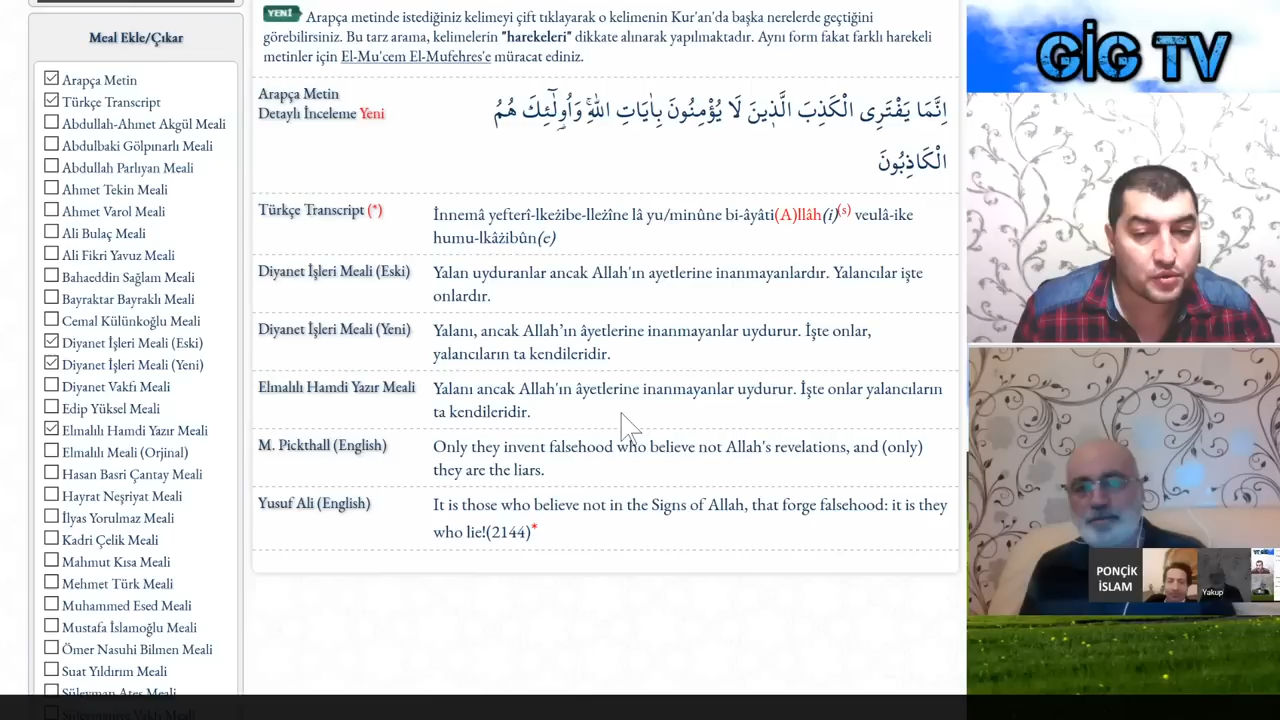 Meal Ekle/Çıkar
Arapça Metin
Türkçe Transcript
Abdullah-Ahmet Akgül Meali
Abdulbaki Gölpınarlı Meali
Abdullah Parlıyan Meali
Ahmet Tekin Meali
Ahmet Varol Meali
Ali Bulaç Meali
Ali Fikri Yavuz Meali
Bahaeddin Sağlam Meali
Bayraktar Bayraklı Meali
Cemal Külünkoğlu Meali
Diyanet İşleri Meali (Eski)
Diyanet İşleri Meali (Yeni)
Diyanet Vakfı Meali
Edip Yüksel Meali
Elmalılı Hamdi Yazır Meali
Elmalılı Meali (Orjinal)
Hasan Basri Çantay Meali
Hayrat Neşriyat Meali
İlyas Yorulmaz Meali
Kadri Çelik Meali
Mahmut Kısa Meali
Mehmet Türk Meali
Muhammed Esed Meali
Mustafa İslamoğlu Meali
Ömer Nasuhi Bilmen Meali
Suat Yıldırım Meali
Süleyman Ateş Meali
Süleymaniye Vakfı Meali
YENİ Arapça metinde istediğiniz kelimeyi çift tıklayarak o kelimenin Kur'an'da başka nerelerde geçtiğini
görebilirsiniz. Bu tarz arama, kelimelerin "harekeleri" dikkate alınarak yapılmaktadır. Aynı form fakat farklı harekeli
metinler için El-Mu'cem El-Mufehres'e müracat ediniz.
Arapça Metin
Detaylı İnceleme Yeni
اِنَّمَا يَفْتَرِى الْكَذِبَ الَّذ۪ينَ لَا يُؤْمِنُونَ بِاٰيَاتِ اللّٰهِۚ وَاُو۬لٰٓئِكَ هُمُ
الْكَاذِبُونَ
Türkçe Transcript (*)
İnnemâ yefterî-lkeżibe-lleżîne lâ yu/minûne bi-âyâti(A)llâh(i)(s) veulâ-ike
humu-lkâżibûn(e)
Diyanet İşleri Meali (Eski)
Yalan uyduranlar ancak Allah'ın ayetlerine inanmayanlardır. Yalancılar işte
onlardır.
Diyanet İşleri Meali (Yeni)
Yalanı, ancak Allah’ın âyetlerine inanmayanlar uydurur. İşte onlar,
yalancıların ta kendileridir.
Elmalılı Hamdi Yazır Meali
Yalanı ancak Allah'ın âyetlerine inanmayanlar uydurur. İşte onlar yalancıların
ta kendileridir.
M. Pickthall (English)
Only they invent falsehood who believe not Allah's revelations, and (only)
they are the liars.
Yusuf Ali (English)
It is those who believe not in the Signs of Allah, that forge falsehood: it is they
who lie!(2144)*
GİG TV
PONÇİK
İSLAM
Yakup